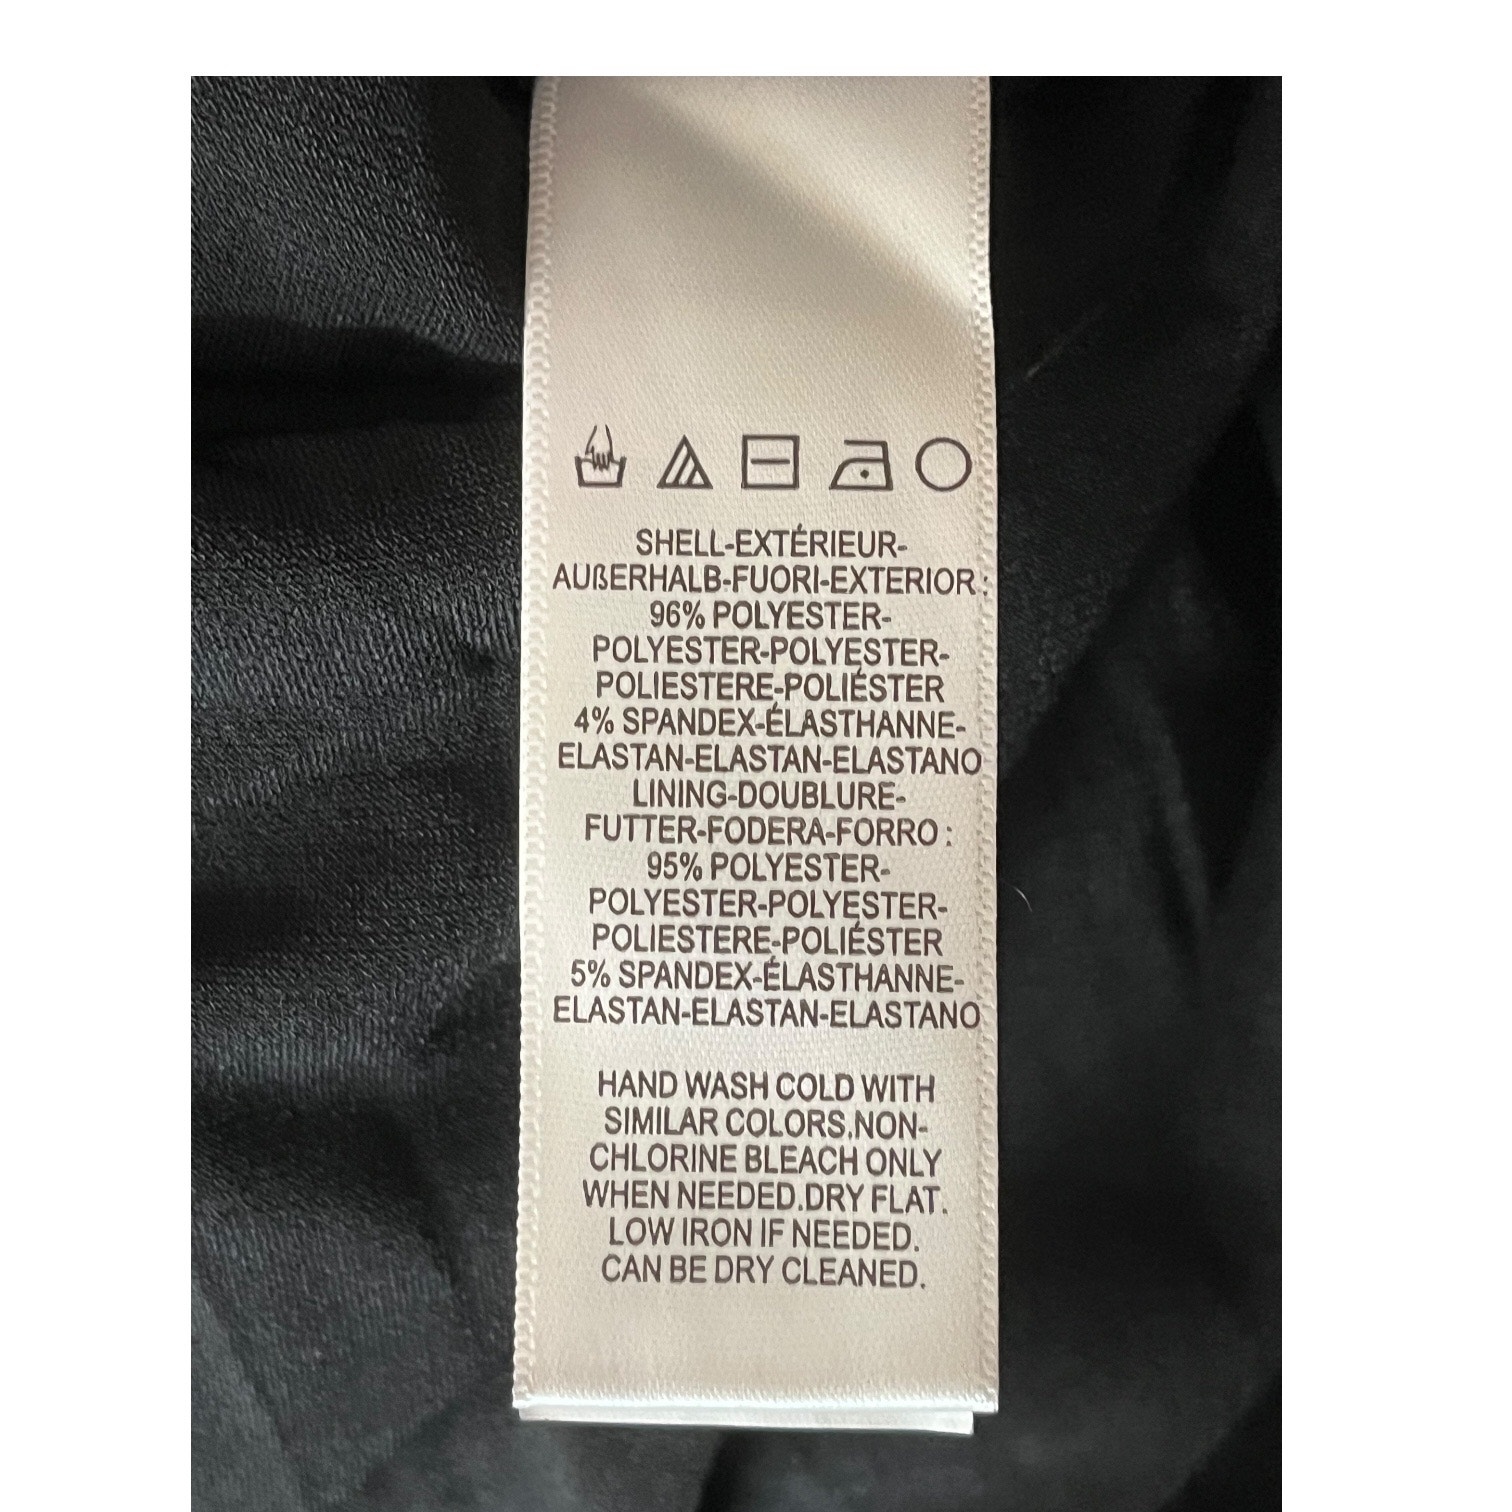 SHELL-EXTÉRIEUR-
AUßERHALB-FUORI-EXTERIOR:
96% POLYESTER-
POLYESTER-POLYESTER-
POLIESTERE-POLIÉSTER
4% SPANDEX-ÉLASTHANNE-
ELASTAN-ELASTAN-ELASTANO
LINING-DOUBLURE-
FUTTER-FODERA-FORRO:
95% POLYESTER-
POLYESTER-POLYESTER-
POLIESTERE-POLIÉSTER
5% SPANDEX-ÉLASTHANNE-
ELASTAN-ELASTAN-ELASTANO
HAND WASH COLD WITH
SIMILAR COLORS.NON-
CHLORINE BLEACH ONLY
WHEN NEEDED.DRY FLAT.
LOW IRON IF NEEDED.
CAN BE DRY CLEANED.